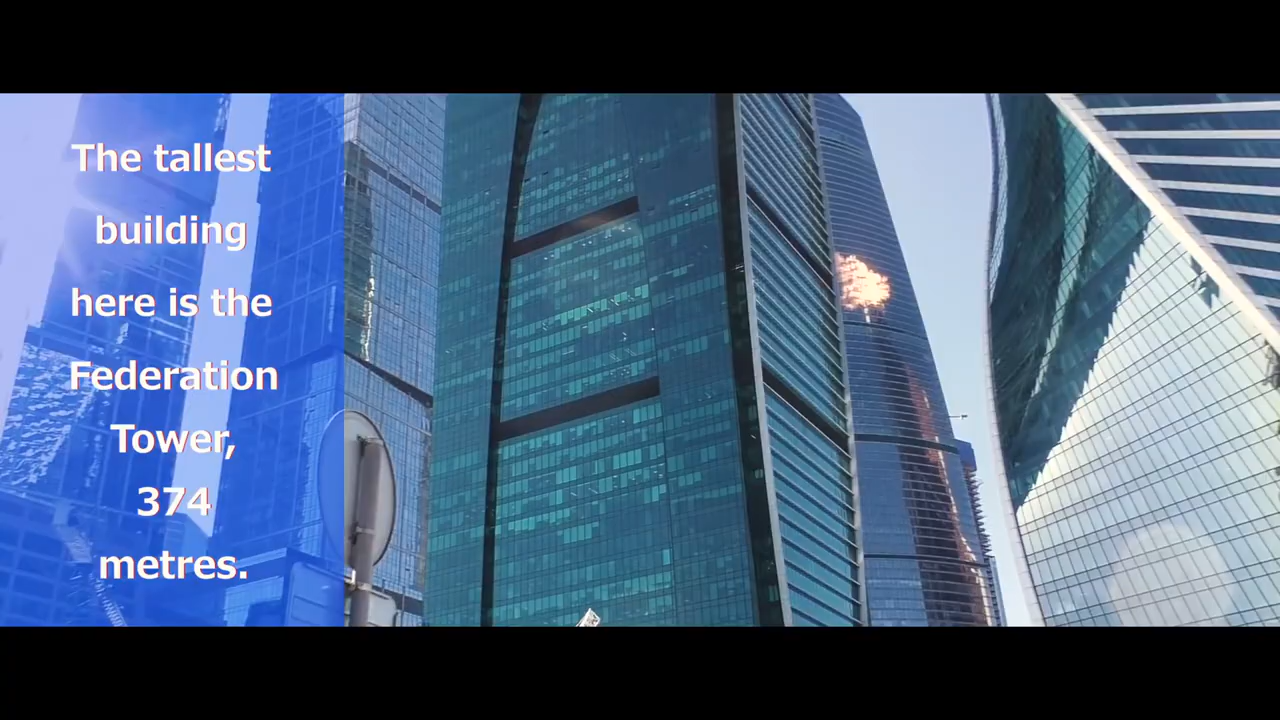 The tallest
building
here is the
Federation
Tower,
374
metres.